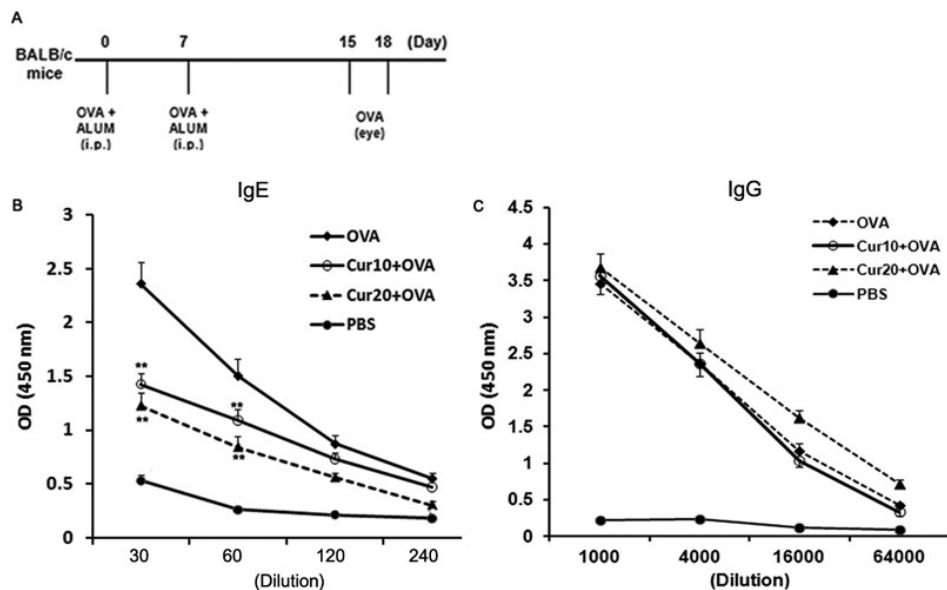 A
0 7 15 18 (Day)
BALB/c
mice
OVA +
ALUM
(i.p.)
OVA +
ALUM
(i.p.)
OVA
(eye)
B
IgE
OVA
Cur10+OVA
Cur20+OVA
PBS
OD (450 nm)
3
2.5
2
1.5
1
0.5
0
**
**
**
**
30 60 120 240
(Dilution)
C
IgG
OVA
Cur10+OVA
Cur20+OVA
PBS
OD (450 nm)
4.5
4
3.5
3
2.5
2
1.5
1
0.5
0
1000 4000 16000 64000
(Dilution)